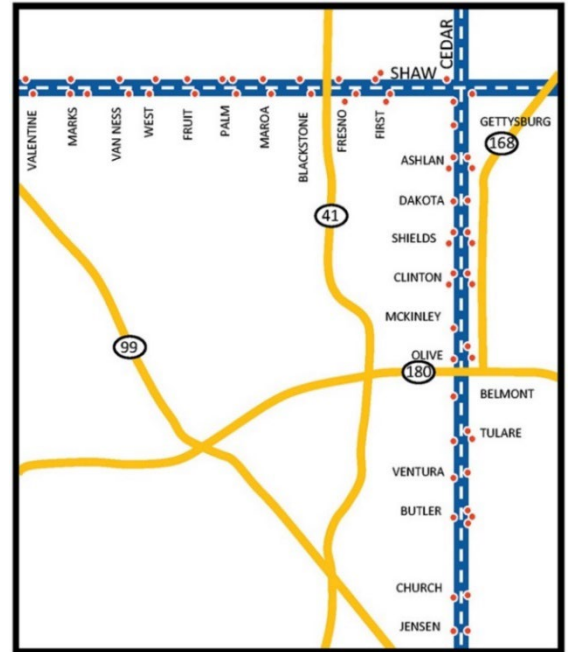 CEDAR
SHAW
VALENTINE
MARKS
VAN NESS
WEST
FRUIT
PALM
MAROA
BLACKSTONE
FRESNO
FIRST
GETTYSBURG
168
ASHLAN
DAKOTA
41
SHIELDS
CLINTON
MCKINLEY
99
OLIVE
180
BELMONT
TULARE
VENTURA
BUTLER
CHURCH
JENSEN